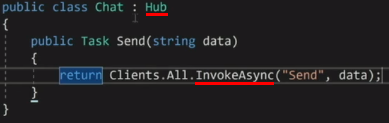 public class Chat : Hub
{
public Task Send(string data)
{
return Clients.All.InvokeAsync("Send", data);
}
}